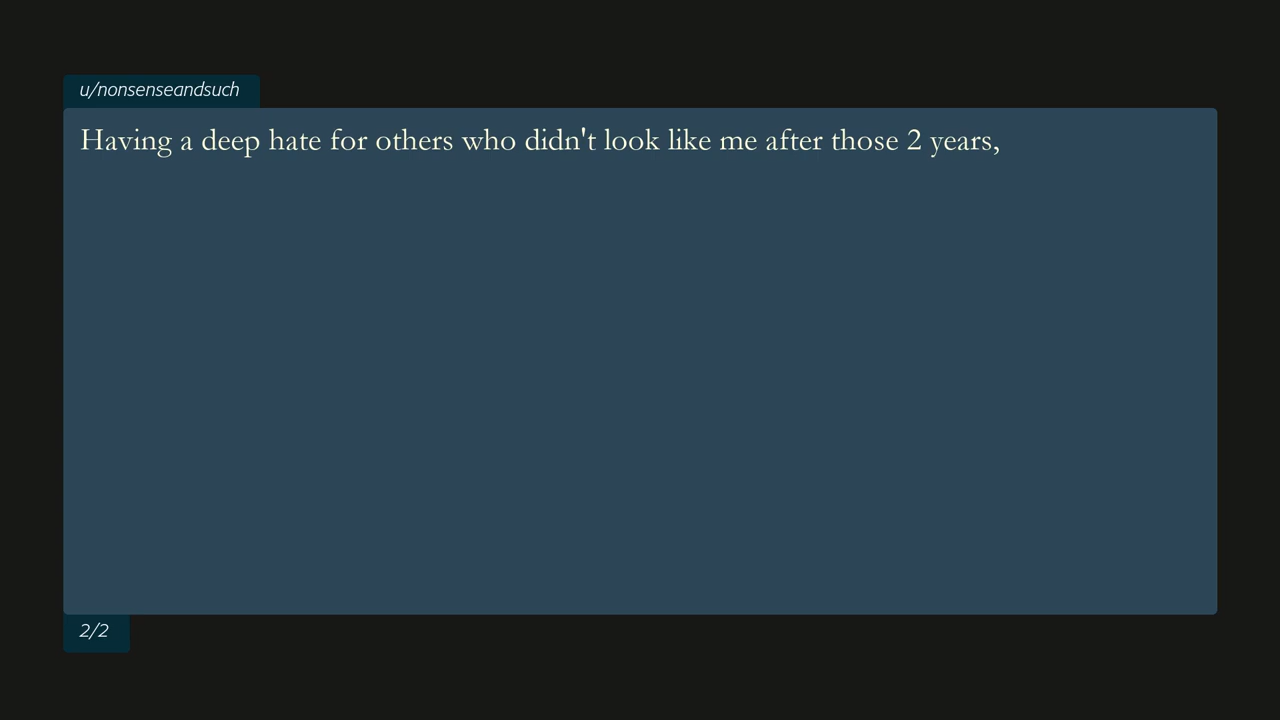 u/nonsenseandsuch
Having a deep hate for others who didn't look like me after those 2 years,
2/2